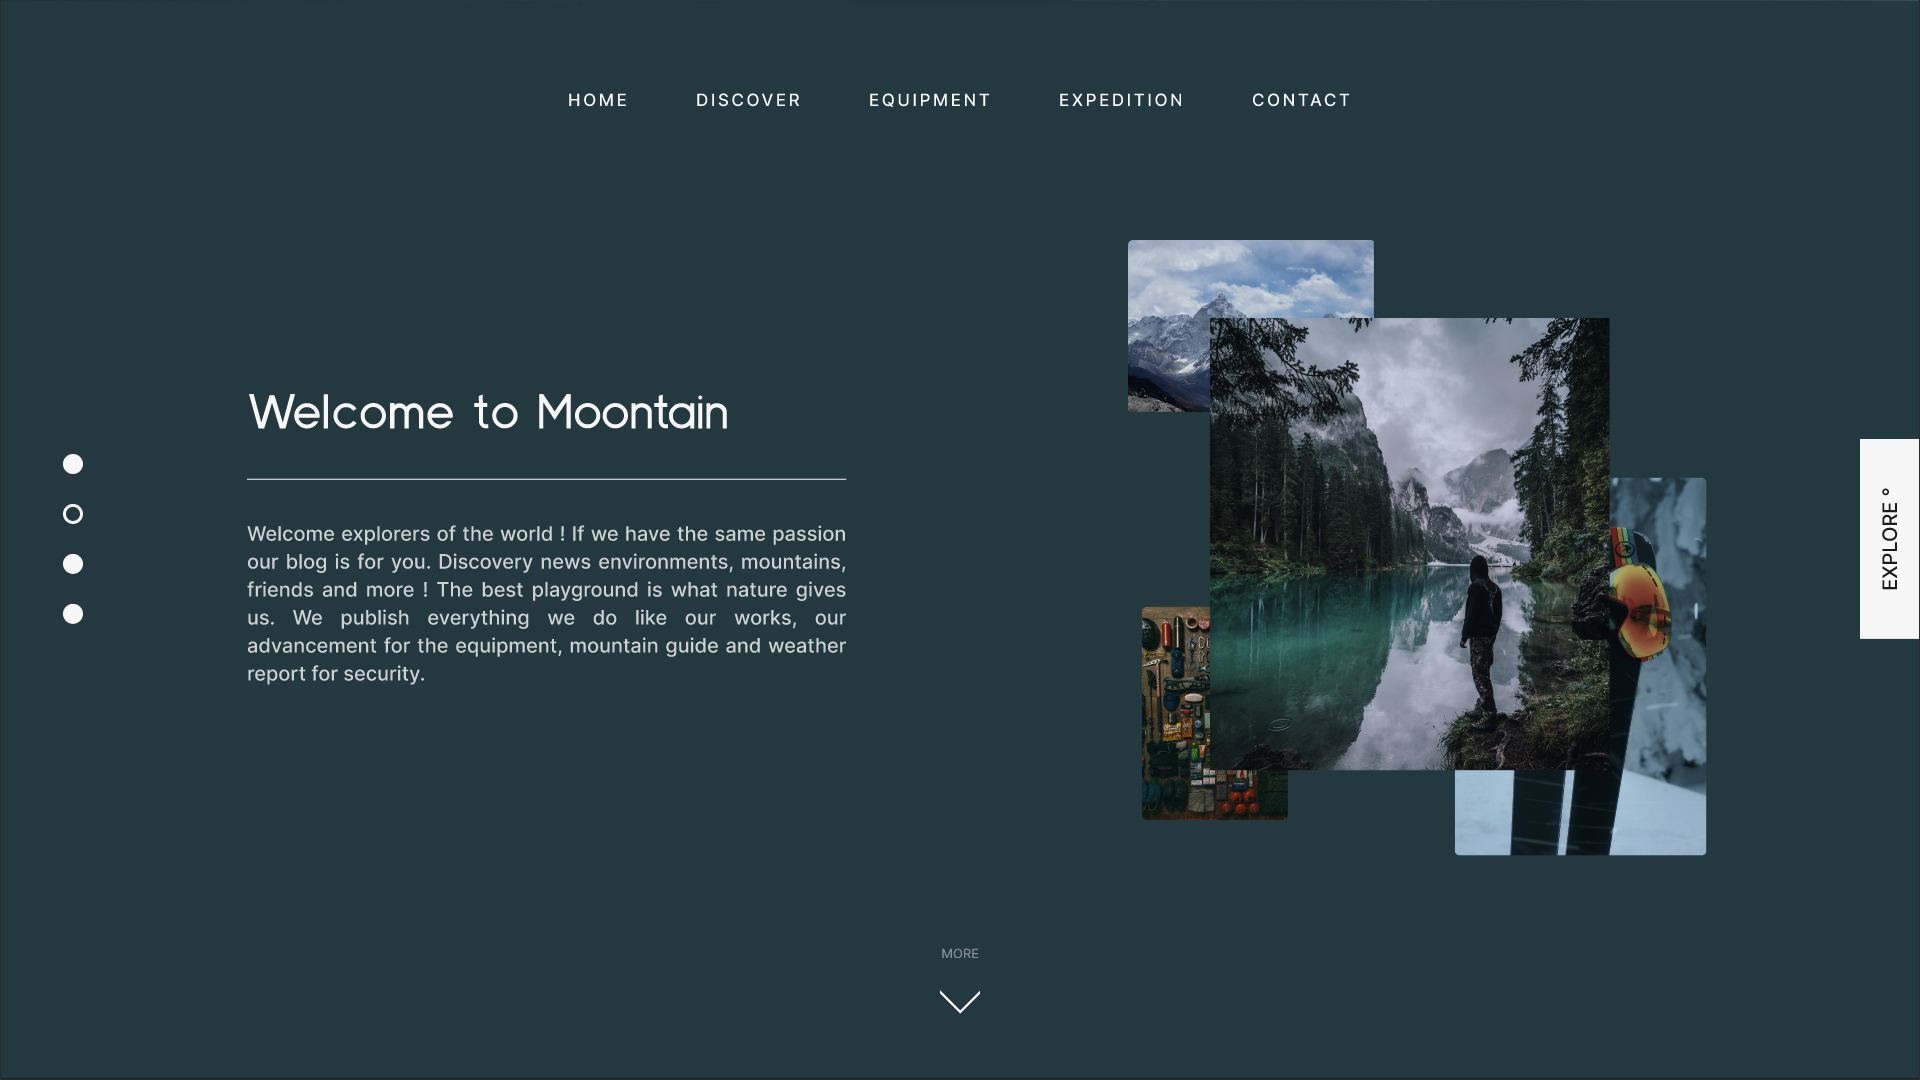 HOME DISCOVER EQUIPMENT EXPEDITION CONTACT
Welcome to Moontain
Welcome explorers of the world ! If we have the same passion
our blog is for you. Discovery news environments, mountains,
friends and more ! The best playground is what nature gives
us. We publish everything we do like our works, our
advancement for the equipment, mountain guide and weather
report for security.
EXPLORE °
MORE